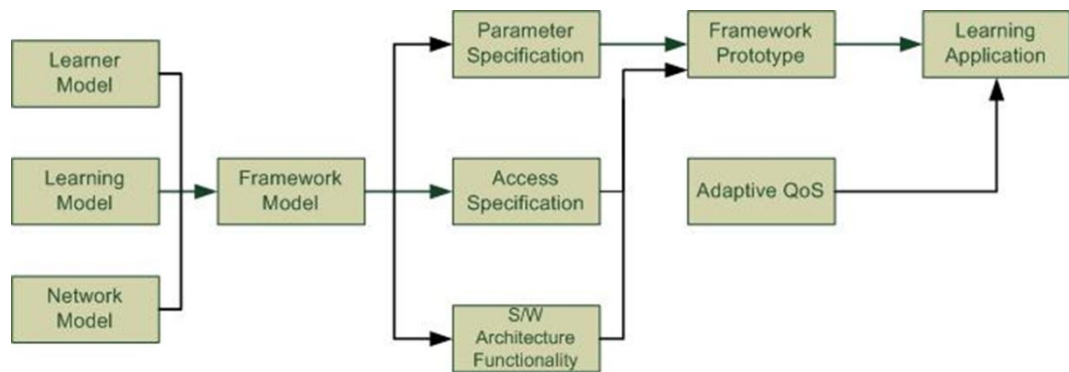 Learner
Model
Learning
Model
Network
Model
Framework
Model
Parameter
Specification
Access
Specification
S/W
Architecture
Functionality
Framework
Prototype
Adaptive QoS
Learning
Application